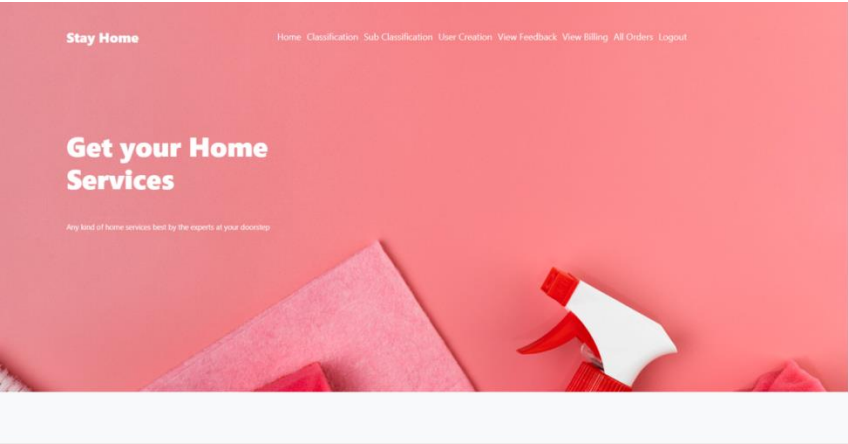 Stay Home
Home Classification Sub Classification User Creation View Feedback View Billing All Orders Logout
Get your Home
Services
Any kind of home services best by the experts at your doorstep